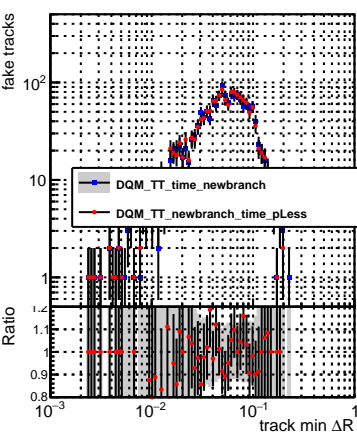 fake tracks
10²
10
1
DQM_TT_time_newbranch
DQM_TT_newbranch_time_pLess
Ratio
1.2
1.1
1
0.9
0.8
10⁻³
10⁻²
10⁻¹
1
track min ΔR